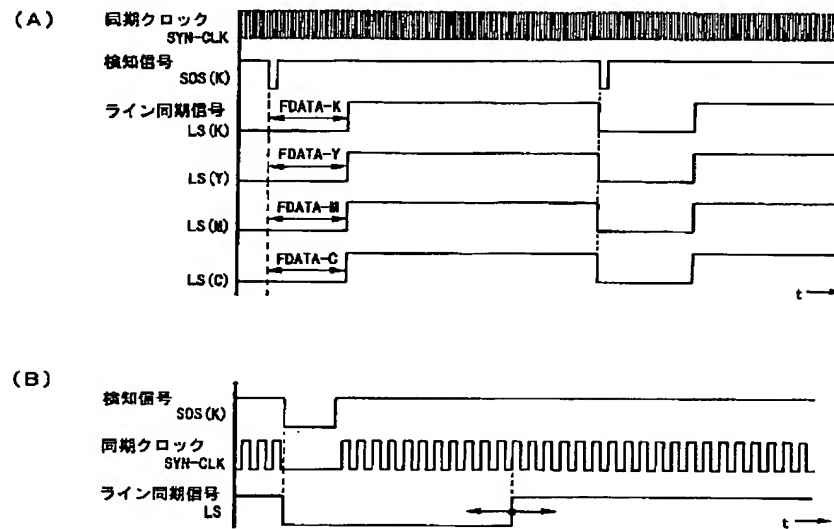 (A)
同期クロック
SYN-CLK
検知信号
SOS(K)
ライン同期信号
LS(K)
FDATA-K
LS(Y)
FDATA-Y
LS(M)
FDATA-M
LS(C)
FDATA-C
t
(B)
検知信号
SOS(K)
同期クロック
SYN-CLK
ライン同期信号
LS
t